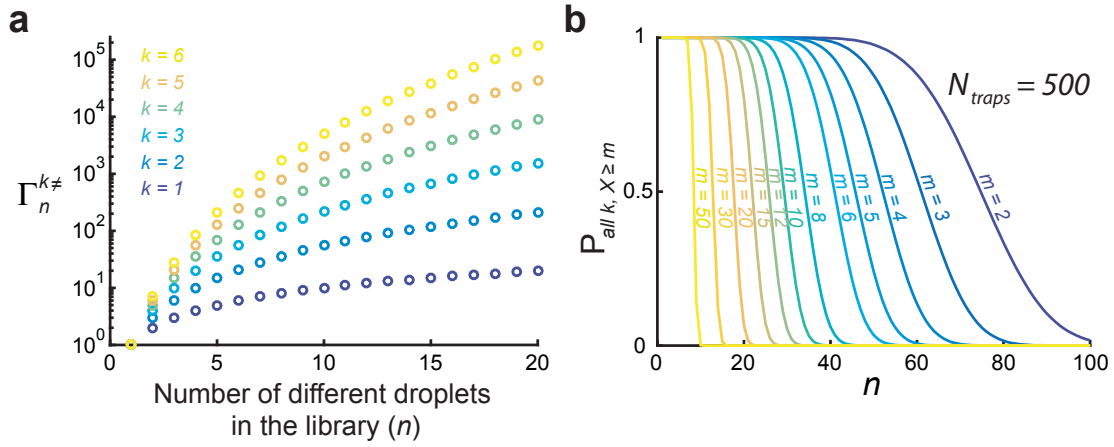 a
10^5
10^4
10^3
10^2
10^1
10^0
Γ_n^{k≠}
k = 6
k = 5
k = 4
k = 3
k = 2
k = 1
0
5
10
15
20
Number of different droplets
in the library (n)
b
1
0.5
0
P_{all k, X ≥ m}
N_{traps} = 500
m = 50
m = 30
m = 20
m = 15
m = 12
m = 10
m = 8
m = 6
m = 5
m = 4
m = 3
m = 2
0
20
40
60
80
100
n